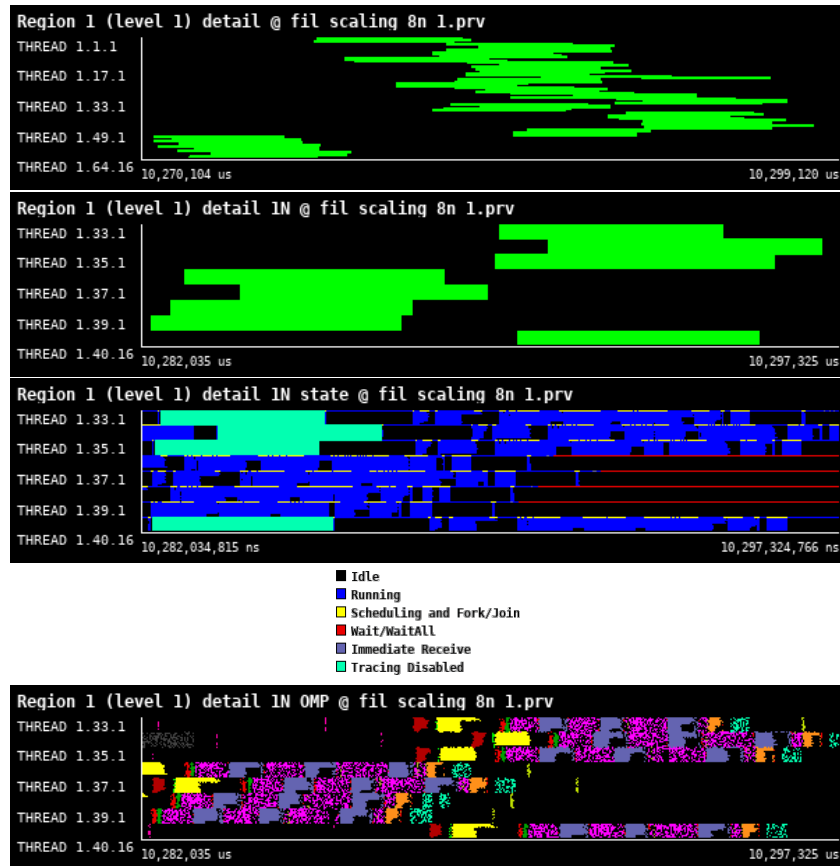 Region 1 (level 1) detail @ fil scaling 8n 1.prv
THREAD 1.1.1
THREAD 1.17.1
THREAD 1.33.1
THREAD 1.49.1
THREAD 1.64.16
10,270,104 us 10,299,120 us
Region 1 (level 1) detail 1N @ fil scaling 8n 1.prv
THREAD 1.33.1
THREAD 1.35.1
THREAD 1.37.1
THREAD 1.39.1
THREAD 1.40.16
10,282,035 us 10,297,325 us
Region 1 (level 1) detail 1N state @ fil scaling 8n 1.prv
THREAD 1.33.1
THREAD 1.35.1
THREAD 1.37.1
THREAD 1.39.1
THREAD 1.40.16
10,282,034,815 ns 10,297,324,766 ns
Idle
Running
Scheduling and Fork/Join
Wait/WaitAll
Immediate Receive
Tracing Disabled
Region 1 (level 1) detail 1N OMP @ fil scaling 8n 1.prv
THREAD 1.33.1
THREAD 1.35.1
THREAD 1.37.1
THREAD 1.39.1
THREAD 1.40.16
10,282,035 us 10,297,325 us